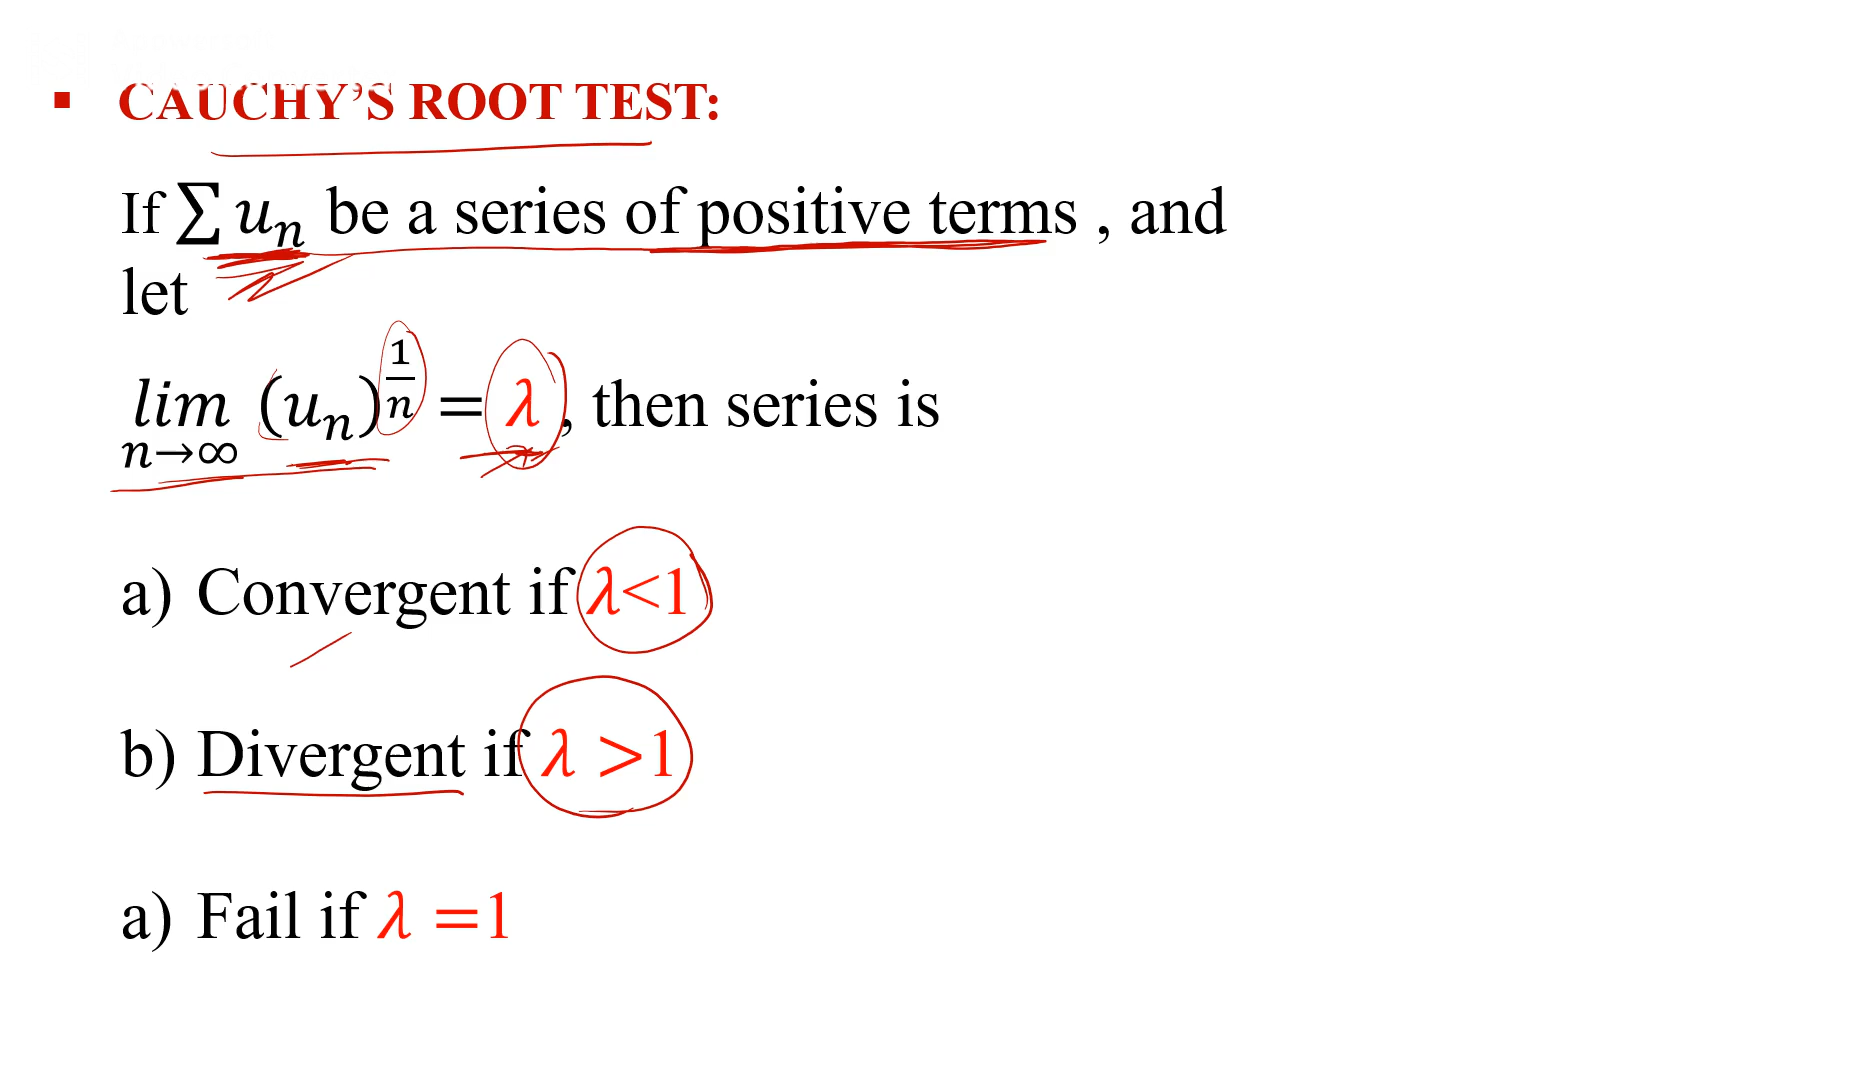 ▪ CAUCHY’S ROOT TEST:
If ∑ uₙ be a series of positive terms , and
let
lim n→∞ (uₙ)^(1/n) = λ , then series is
a) Convergent if λ<1
b) Divergent if λ >1
a) Fail if λ =1